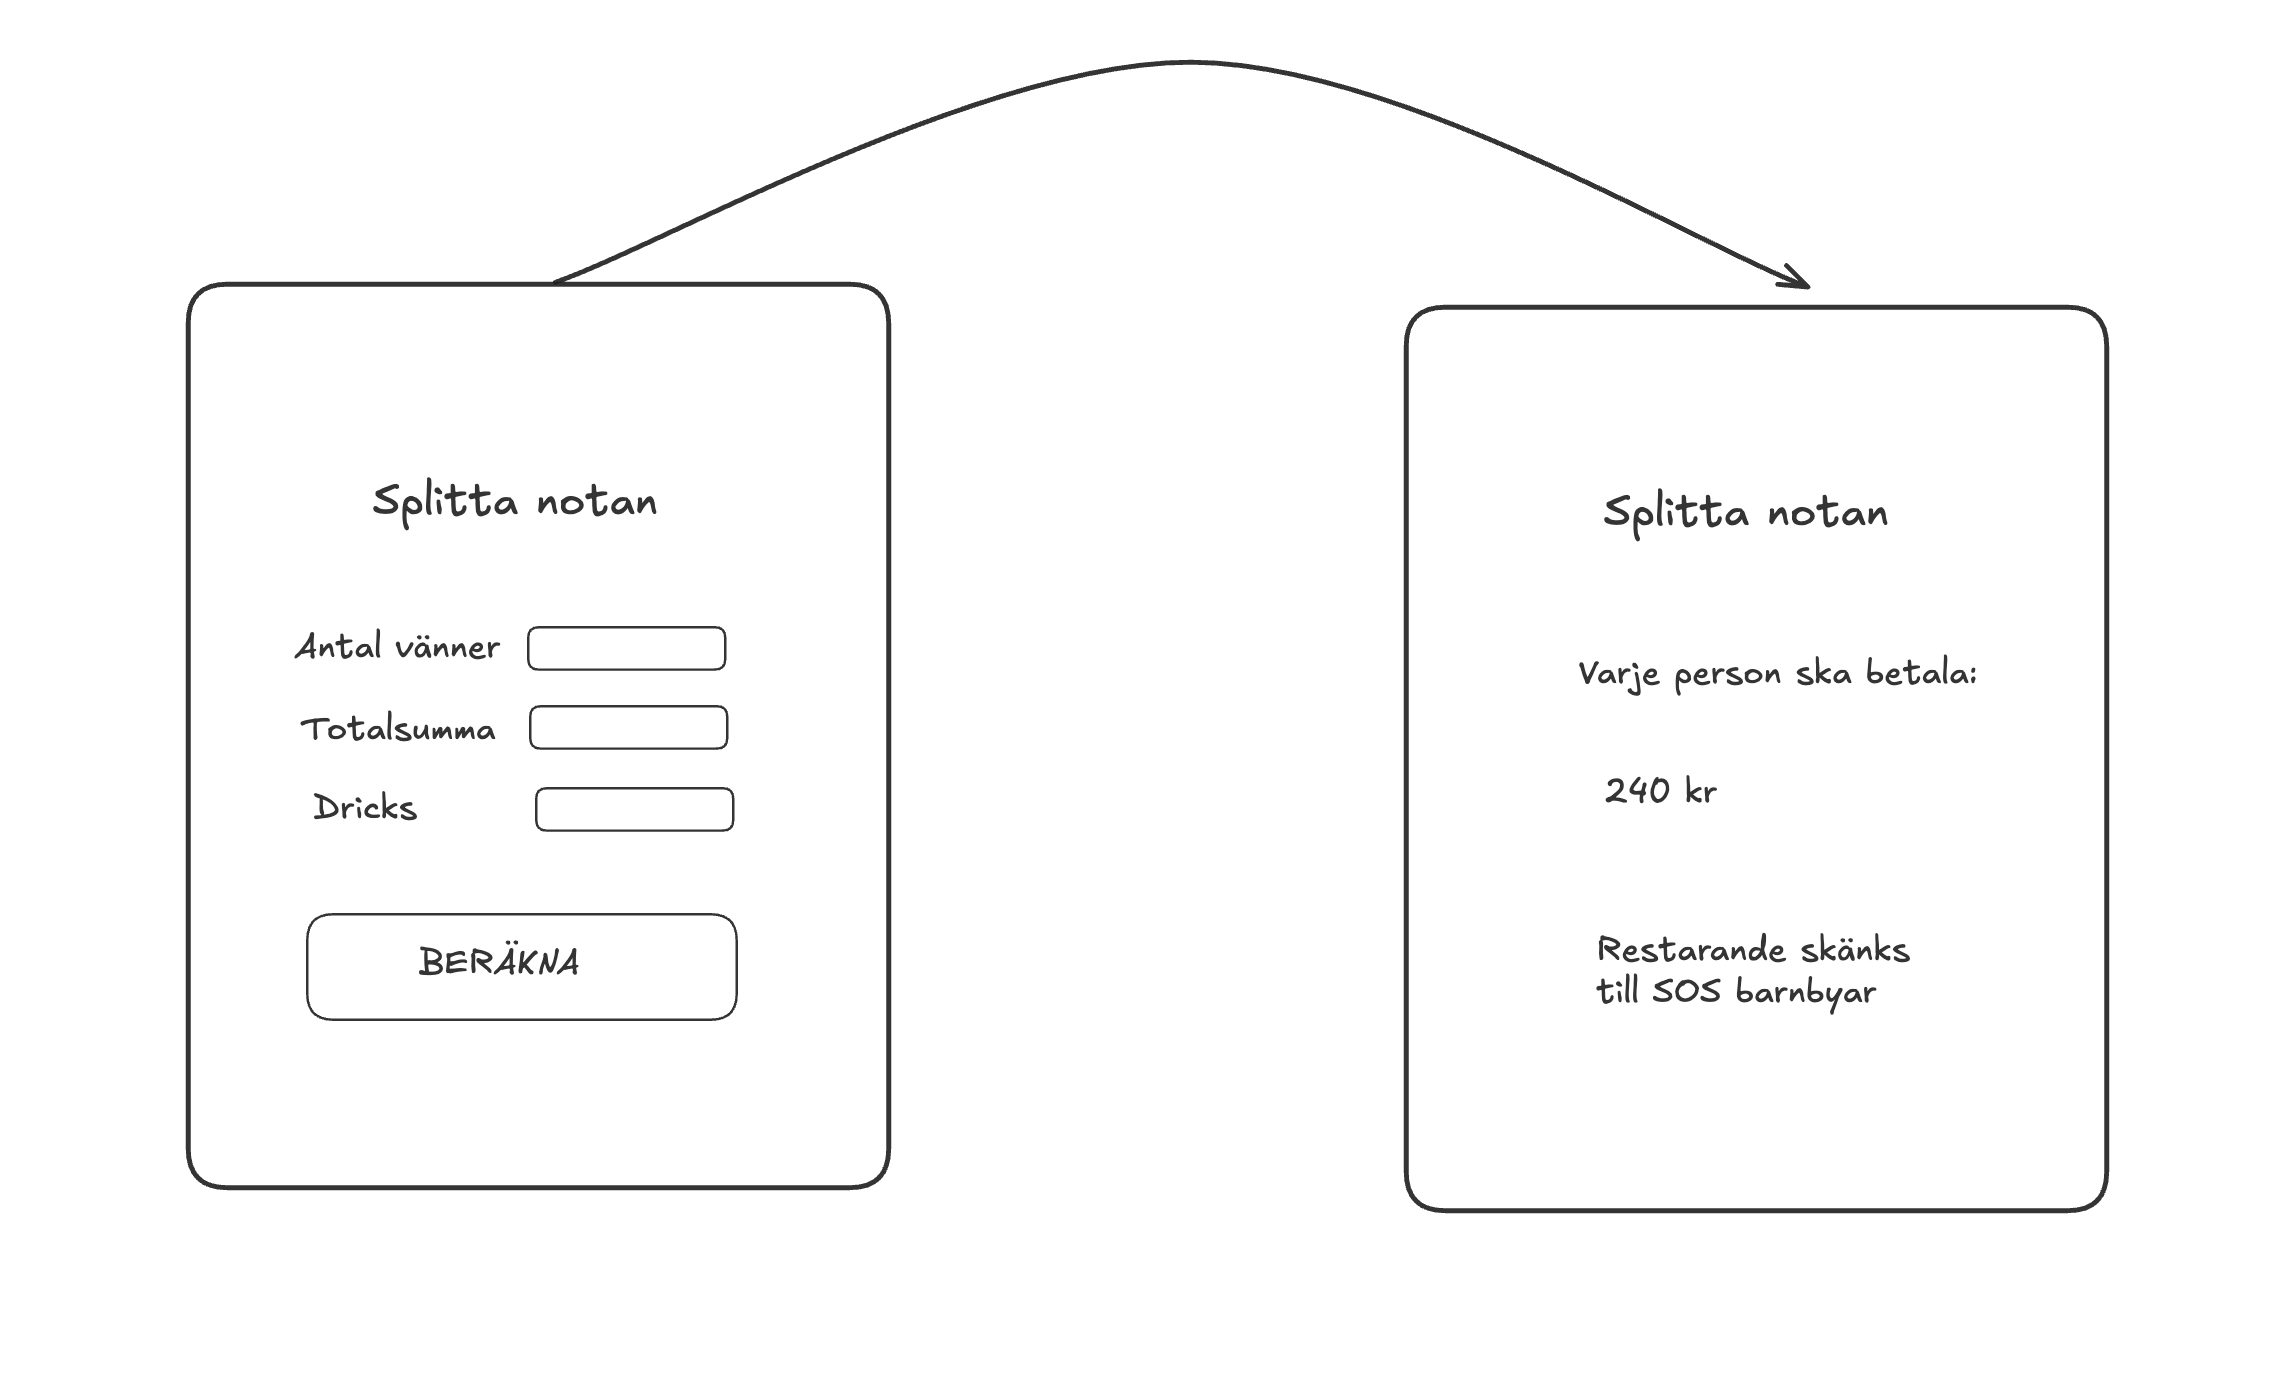 Splitta notan
Antal vänner
Totalsumma
Dricks
BERÄKNA
Splitta notan
Varje person ska betala:
240 kr
Restarande skänks
till SOS barnbyar